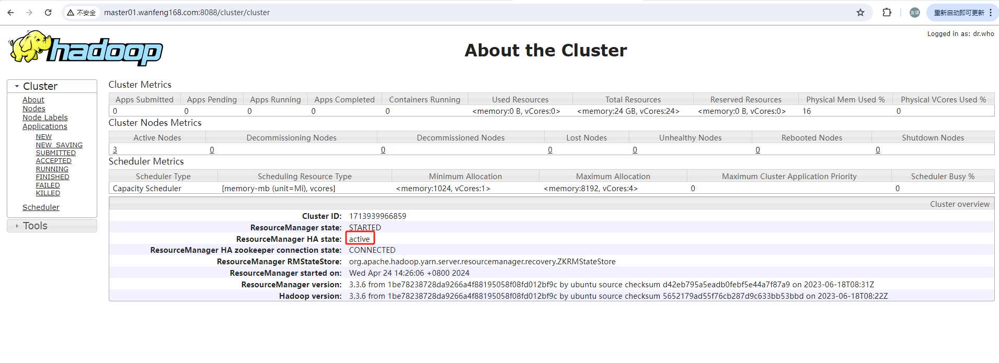 不安全 master01.wanfeng168.com:8088/cluster/cluster 友谋 重新启动即可更新
Logged in as: dr.who
hadoop
About the Cluster
Cluster
About
Nodes
Node Labels
Applications
NEW
NEW_SAVING
SUBMITTED
ACCEPTED
RUNNING
FINISHED
FAILED
KILLED
Scheduler
Tools
Cluster Metrics
Apps Submitted Apps Pending Apps Running Apps Completed Containers Running Used Resources Total Resources Reserved Resources Physical Mem Used % Physical VCores Used %
0 0 0 0 0 <memory:0 B, vCores:0> <memory:24 GB, vCores:24> <memory:0 B, vCores:0> 16 0
Cluster Nodes Metrics
Active Nodes Decommissioning Nodes Decommissioned Nodes Lost Nodes Unhealthy Nodes Rebooted Nodes Shutdown Nodes
3 0 0 0 0 0 0
Scheduler Metrics
Scheduler Type Scheduling Resource Type Minimum Allocation Maximum Allocation Maximum Cluster Application Priority Scheduler Busy %
Capacity Scheduler [memory-mb (unit=Mi), vcores] <memory:1024, vCores:1> <memory:8192, vCores:4> 0 0
Cluster overview
Cluster ID: 1713939966859
ResourceManager state: STARTED
ResourceManager HA state: active
ResourceManager HA zookeeper connection state: CONNECTED
ResourceManager RMStateStore: org.apache.hadoop.yarn.server.resourcemanager.recovery.ZKRMStateStore
ResourceManager started on: Wed Apr 24 14:26:06 +0800 2024
ResourceManager version: 3.3.6 from 1be78238728da9266a4f88195058f08fd012bf9c by ubuntu source checksum d42eb795a5eadb0febf5e44a7f87a9 on 2023-06-18T08:31Z
Hadoop version: 3.3.6 from 1be78238728da9266a4f88195058f08fd012bf9c by ubuntu source checksum 5652179ad55f76cb287d9c633bb53bbd on 2023-06-18T08:22Z